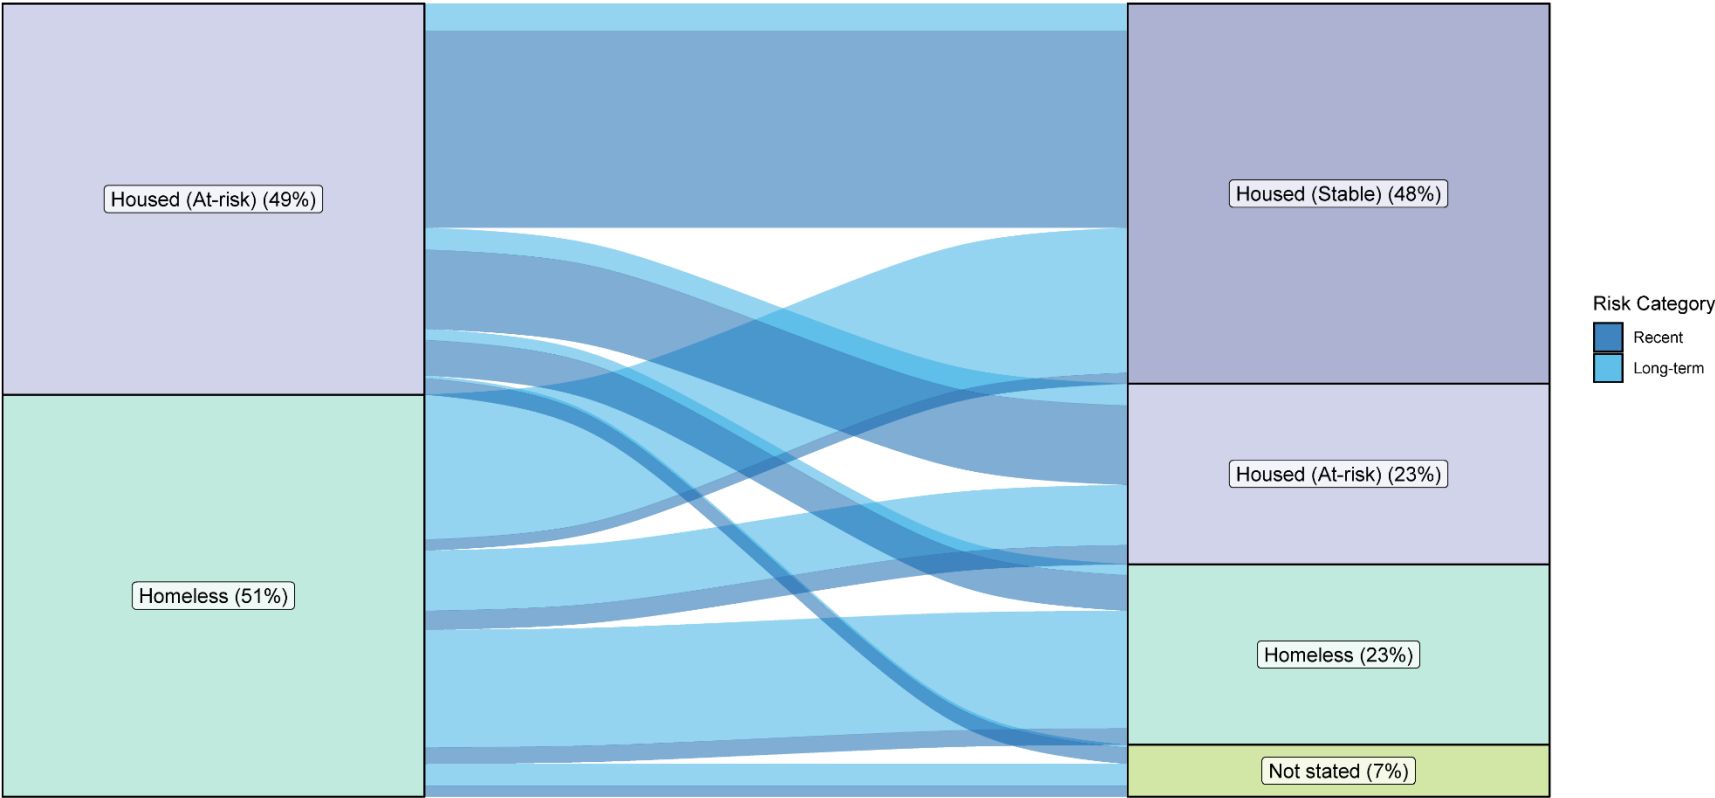 Housed (At-risk) (49%)
Homeless (51%)
Housed (Stable) (48%)
Housed (At-risk) (23%)
Homeless (23%)
Not stated (7%)
Risk Category
Recent
Long-term